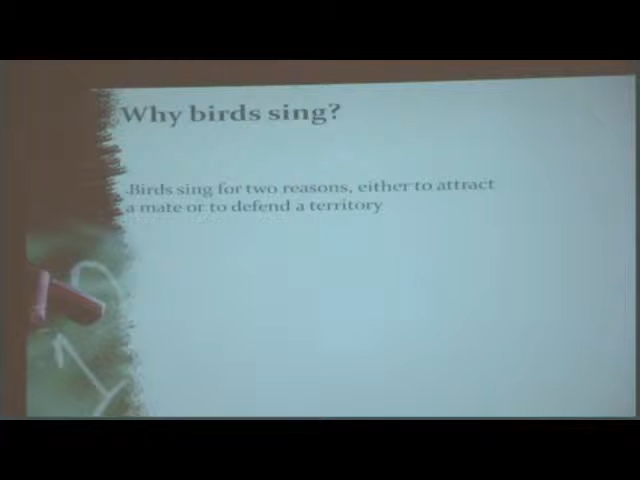 Why birds sing?
Birds sing for two reasons, either to attract
a mate or to defend a territory